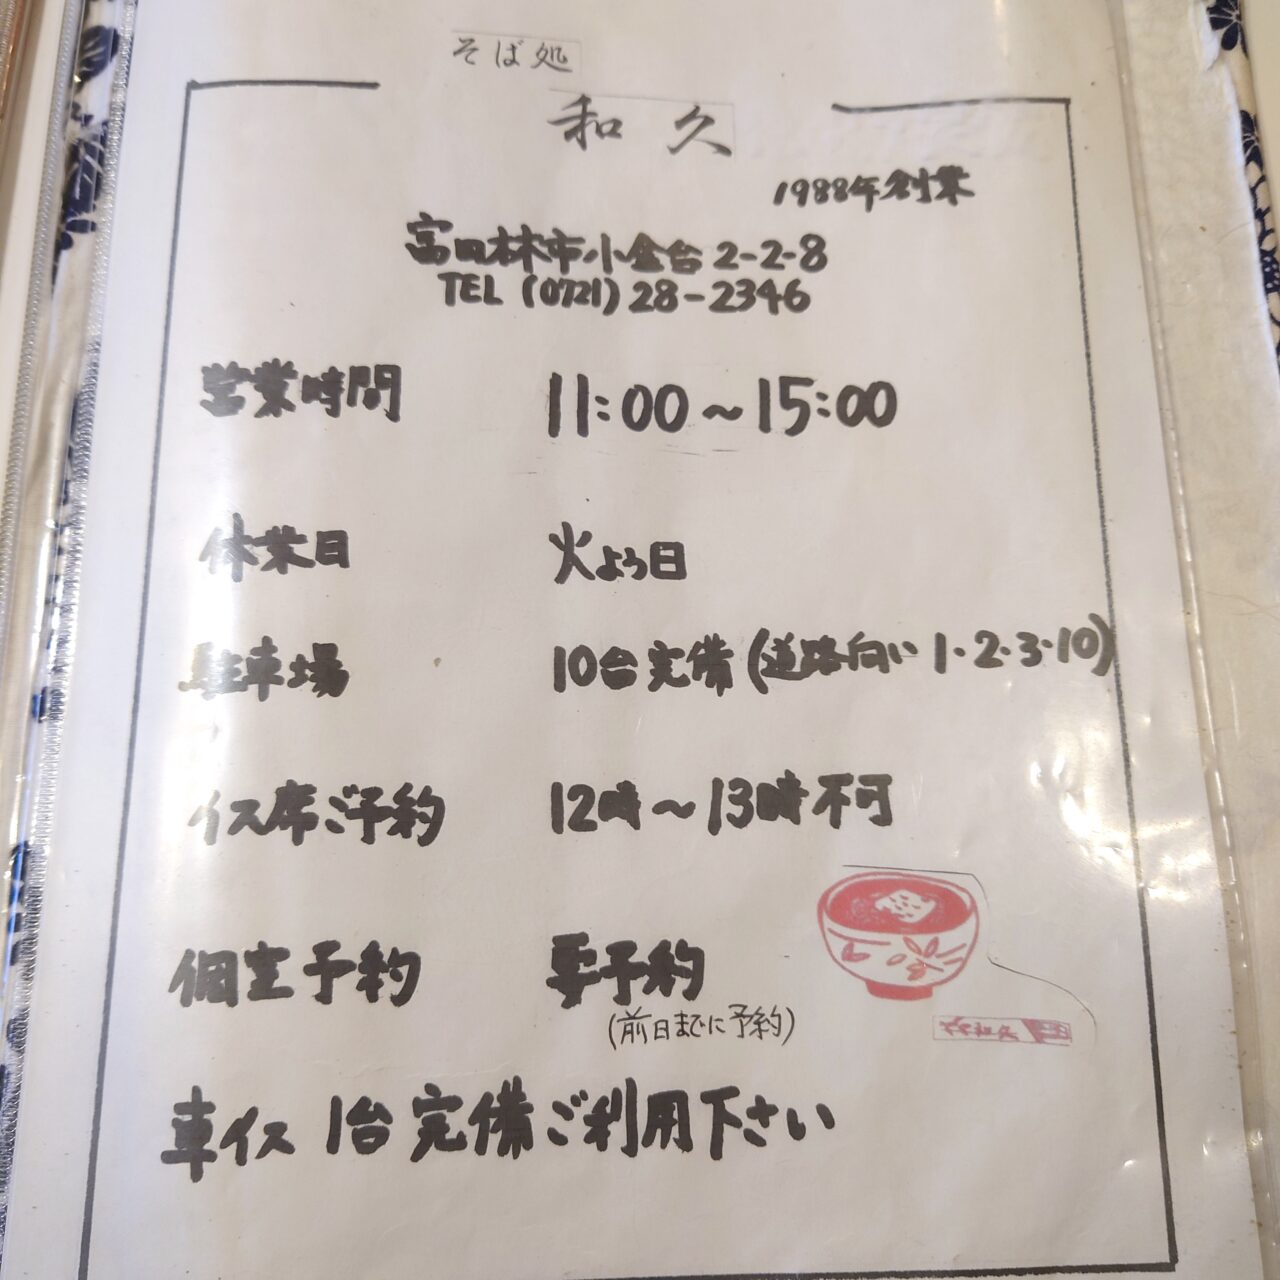 そば処
和久
1988年創業
富田林市小金台2-2-8
TEL (0721) 28-2346
営業時間 11:00〜15:00
休業日 火よう日
駐車場 10台完備(道路向い1・2・3・10)
イス席ご予約 12時〜13時不可
個室予約 要予約
(前日までに予約)
車イス 1台完備ご利用下さい